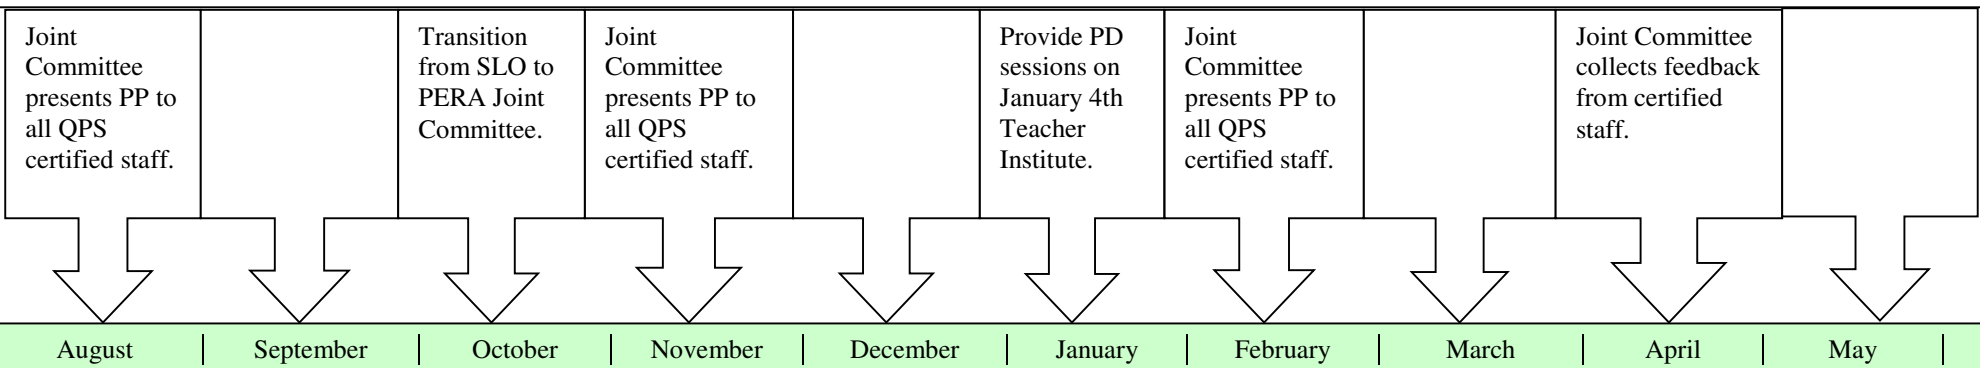 Joint
Committee
presents PP to
all QPS
certified staff.
Transition
from SLO to
PERA Joint
Committee.
Joint
Committee
presents PP to
all QPS
certified staff.
Provide PD
sessions on
January 4th
Teacher
Institute.
Joint
Committee
presents PP to
all QPS
certified staff.
Joint Committee
collects feedback
from certified
staff.
August | September | October | November | December | January | February | March | April | May |